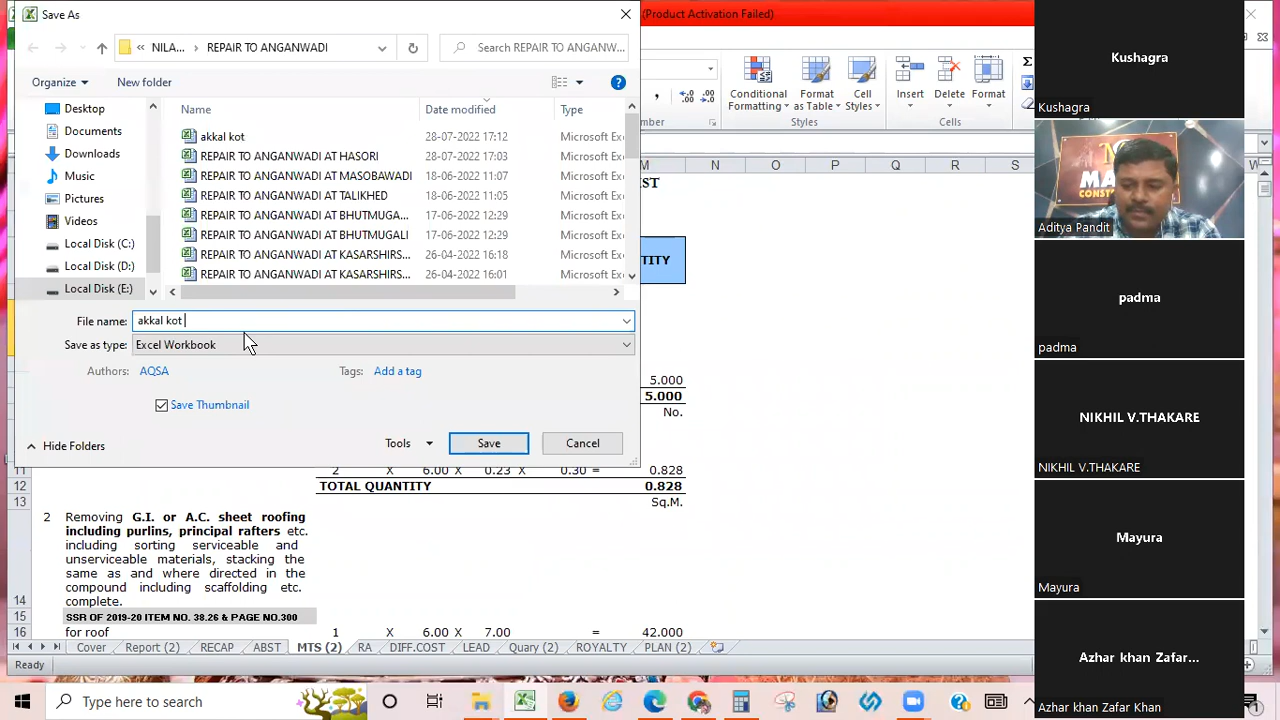 Save As
(Product Activation Failed)
NILA... > REPAIR TO ANGANWADI
Search REPAIR TO ANGANW...
Organize
New folder
Name
Date modified
Type
Desktop
Documents
Downloads
Music
Pictures
Videos
Local Disk (C:)
Local Disk (D:)
Local Disk (E:)
akkal kot 28-07-2022 17:12 Microsoft Ex
REPAIR TO ANGANWADI AT HASORI 28-07-2022 17:03 Microsoft Ex
REPAIR TO ANGANWADI AT MASOBAWADI 18-06-2022 11:07 Microsoft Ex
REPAIR TO ANGANWADI AT TALIKHED 18-06-2022 11:05 Microsoft Ex
REPAIR TO ANGANWADI AT BHUTMUGA... 17-06-2022 12:29 Microsoft Ex
REPAIR TO ANGANWADI AT BHUTMUGALI 17-06-2022 12:29 Microsoft Ex
REPAIR TO ANGANWADI AT KASARSHIRS... 26-04-2022 16:18 Microsoft Ex
REPAIR TO ANGANWADI AT KASARSHIRS... 26-04-2022 16:01 Microsoft Ex
File name: akkal kot
Save as type: Excel Workbook
Authors: AQSA
Tags: Add a tag
Save Thumbnail
Hide Folders
Tools
Save
Cancel
Conditional Formatting
Format as Table
Cell Styles
Insert
Delete
Format
mber
Styles
Cells
M N O P Q R S
W
ST
ITY
5.000
5.000
No.
11 2 X 6.00 X 0.23 X 0.30 = 0.828
12 TOTAL QUANTITY 0.828
13 Sq.M.
2 Removing G.I. or A.C. sheet roofing
including purlins, principal rafters etc.
including sorting serviceable and
unserviceable materials, stacking the
same as and where directed in the
compound including scaffolding etc.
14 complete.
15 SSR OF 2019-20 ITEM NO. 38.26 & PAGE NO.300
16 for roof 1 X 6.00 X 7.00 = 42.000
Cover Report (2) RECAP ABST MTS (2) RA DIFF.COST LEAD Qunary (2) ROYALTY PLAN (2)
Ready
Type here to search
Kushagra
Kushagra
Aditya Pandit
padma
padma
NIKHIL V.THAKARE
NIKHIL V.THAKARE
Mayura
Mayura
Azhar khan Zafar...
Azhar khan Zafar Khan